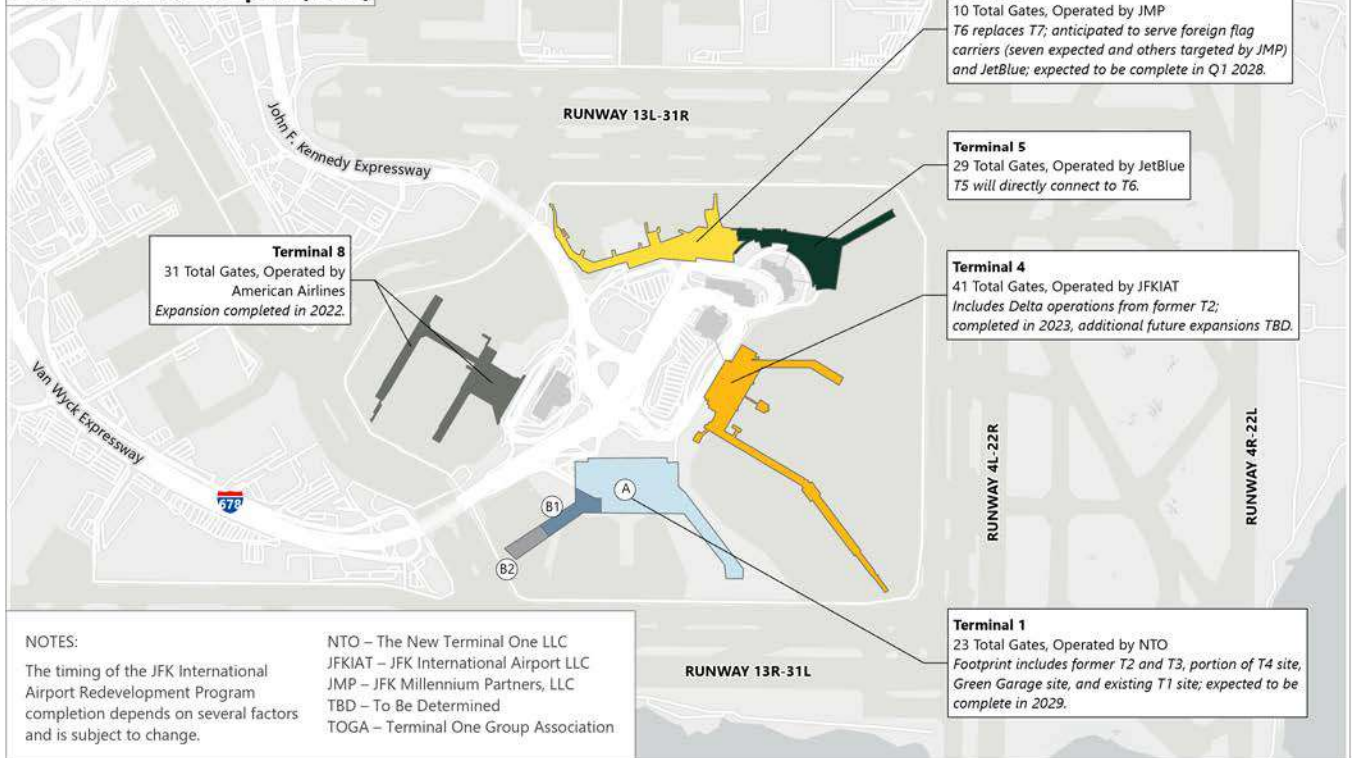 10 Total Gates, Operated by JMP
T6 replaces T7; anticipated to serve foreign flag
carriers (seven expected and others targeted by JMP)
and JetBlue; expected to be complete in Q1 2028.
RUNWAY 13L-31R
John F. Kennedy Expressway
Terminal 5
29 Total Gates, Operated by JetBlue
T5 will directly connect to T6.
Terminal 8
31 Total Gates, Operated by
American Airlines
Expansion completed in 2022.
Terminal 4
41 Total Gates, Operated by JFKIAT
Includes Delta operations from former T2;
completed in 2023, additional future expansions TBD.
Van Wyck Expressway
678
RUNWAY 4L-22R
RUNWAY 4R-22L
A
B1
B2
Terminal 1
23 Total Gates, Operated by NTO
Footprint includes former T2 and T3, portion of T4 site,
Green Garage site, and existing T1 site; expected to be
complete in 2029.
RUNWAY 13R-31L
NOTES:
The timing of the JFK International
Airport Redevelopment Program
completion depends on several factors
and is subject to change.
NTO – The New Terminal One LLC
JFKIAT – JFK International Airport LLC
JMP – JFK Millennium Partners, LLC
TBD – To Be Determined
TOGA – Terminal One Group Association